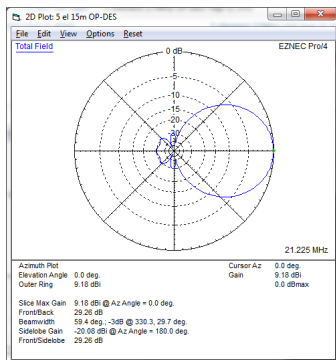 2D Plot: 5 el 15m OP-DES
File Edit View Options Reset
Total Field
EZNEC Pro/4
0 dB
-5
-10
-15
-20
-30
21.225 MHz
Azimuth Plot
Elevation Angle 0.0 deg.
Outer Ring 9.18 dBi
Cursor Az 0.0 deg.
Gain 9.18 dBi
0.0 dBmax
Slice Max Gain 9.18 dBi @ Az Angle = 0.0 deg.
Front/Back 29.26 dB
Beamwidth 59.4 deg.; -3dB @ 330.3, 29.7 deg.
Sidelobe Gain -20.08 dBi @ Az Angle = 180.0 deg.
Front/Sidelobe 29.26 dB